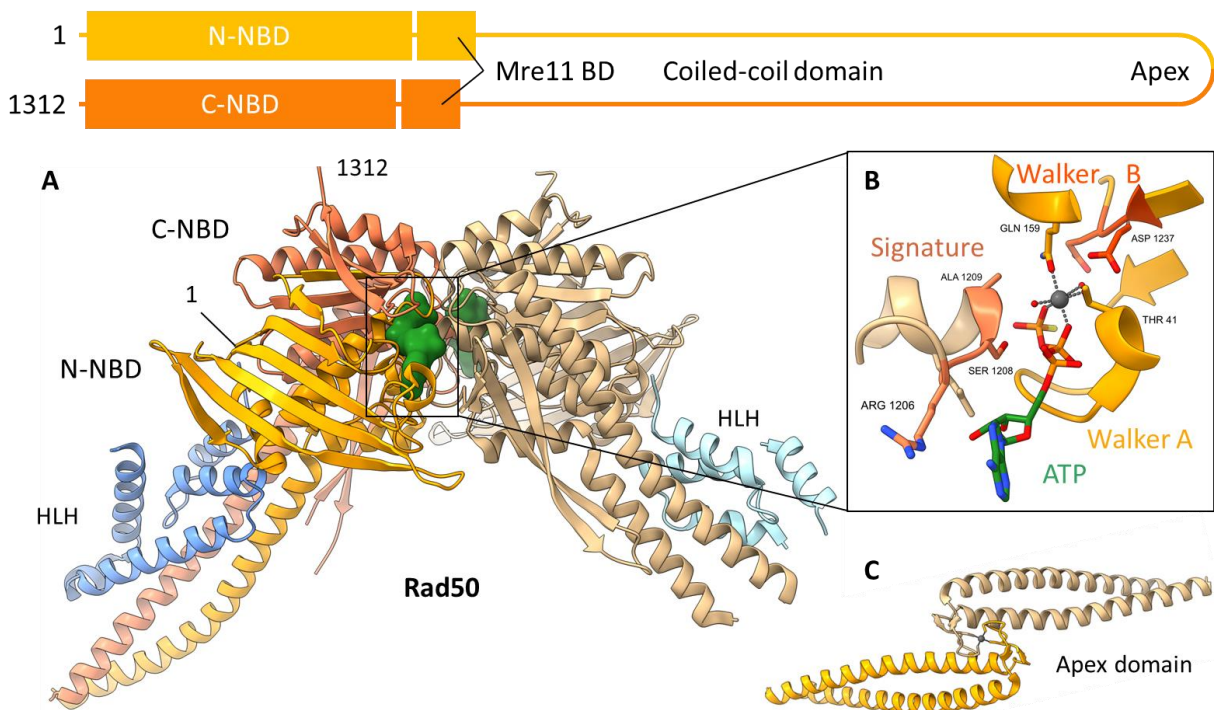 1 N-NBD
Mre11 BD Coiled-coil domain Apex
1312 C-NBD
A
1312
C-NBD
1
N-NBD
HLH
HLH
Rad50
B
Walker B
GLN 159
ASP 1237
Signature
ALA 1209
THR 41
SER 1208
ARG 1206
Walker A
ATP
C
Apex domain